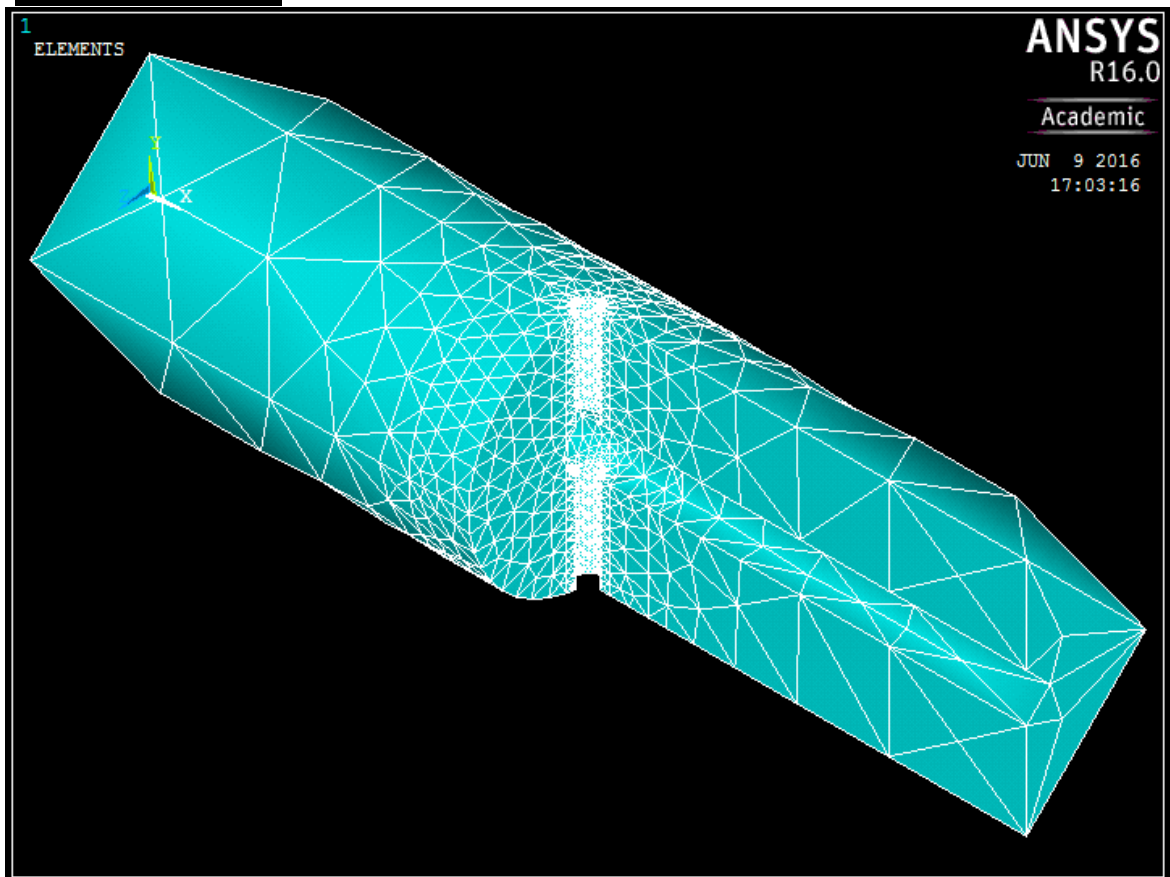 1
ELEMENTS
ANSYS
R16.0
Academic
JUN  9 2016
17:03:16
Y
Z
X